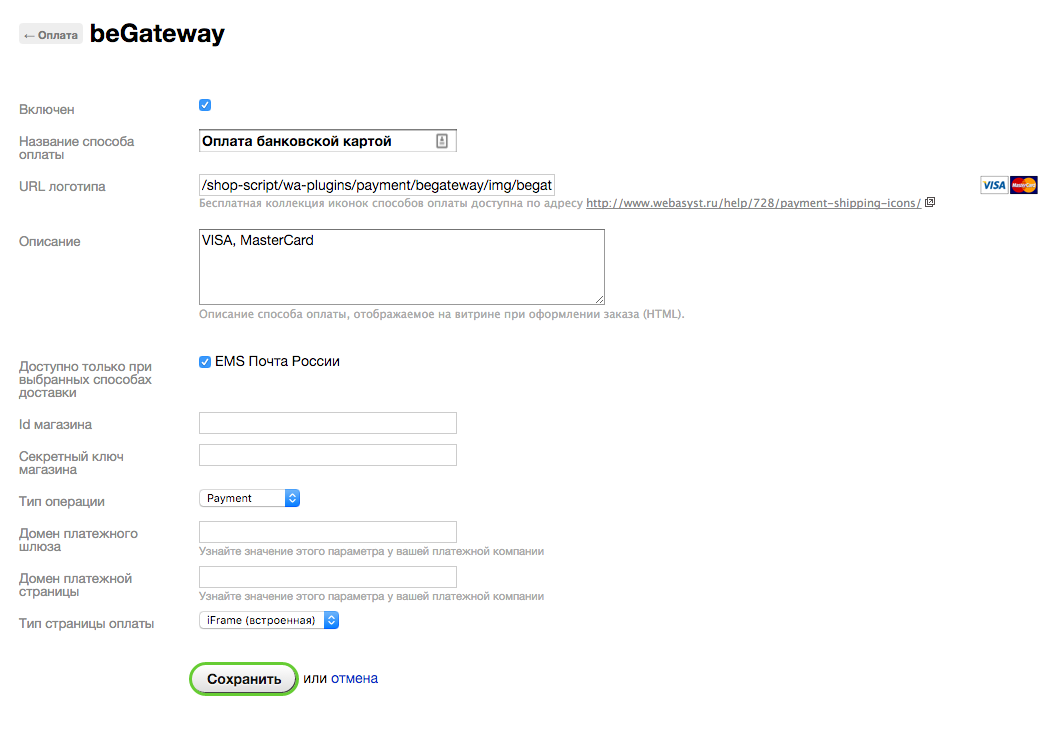 ← Оплата beGateway
Включен
Название способа
оплаты
Оплата банковской картой
URL логотипа
/shop-script/wa-plugins/payment/begateway/img/begat
VISA MasterCard
Бесплатная коллекция иконок способов оплаты доступна по адресу http://www.webasyst.ru/help/728/payment-shipping-icons/
Описание
VISA, MasterCard
Описание способа оплаты, отображаемое на витрине при оформлении заказа (HTML).
Доступно только при
выбранных способах
доставки
EMS Почта России
Id магазина
Секретный ключ
магазина
Тип операции
Payment
Домен платежного
шлюза
Узнайте значение этого параметра у вашей платежной компании
Домен платежной
страницы
Узнайте значение этого параметра у вашей платежной компании
Тип страницы оплаты
iFrame (встроенная)
Сохранить или отмена